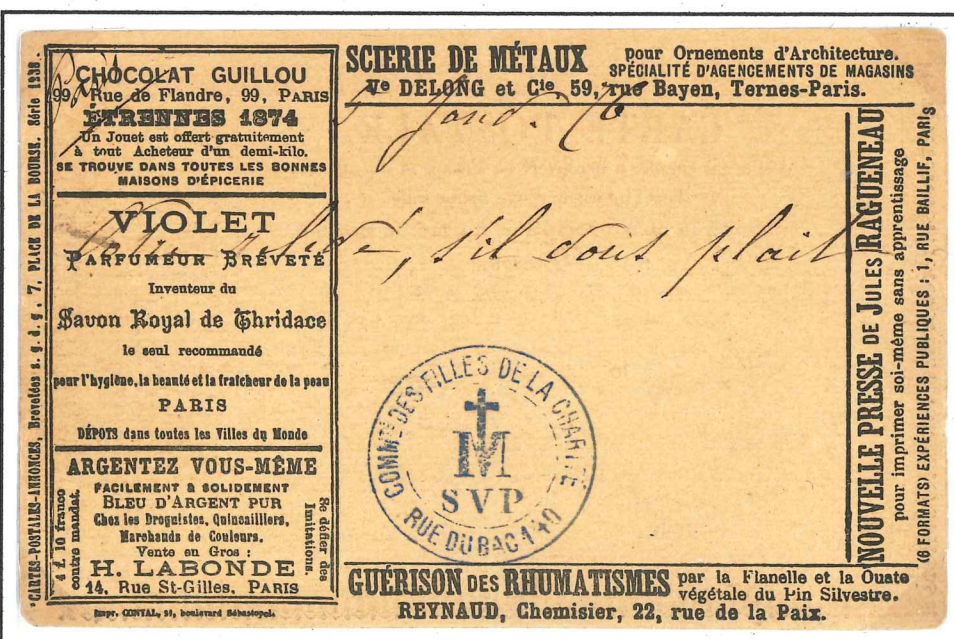 CARTES-POSTALES-ANNONCES, Brevetées s. g. d. g., 7, PLACE DE LA BOURSE. Série 1238.
CHOCOLAT GUILLOU
99, Rue de Flandre, 99, PARIS
ÉTRENNES 1874
Un Jouet est offert gratuitement
à tout Acheteur d'un demi-kilo.
SE TROUVE DANS TOUTES LES BONNES
MAISONS D'ÉPICERIE
VIOLET
PARFUMEUR BREVETÉ
Inventeur du
Savon Royal de Thridace
le seul recommandé
pour l'hygiène, la beauté et la fraîcheur de la peau
PARIS
DÉPOTS dans toutes les Villes du Monde
ARGENTEZ VOUS-MÊME
FACILEMENT & SOLIDEMENT
BLEU D'ARGENT PUR
Chez les Droguistes, Quincailliers,
Marchands de Couleurs.
Vente en Gros :
H. LABONDE
14, Rue St-Gilles, PARIS
4 f. 10 franco
contre mandat.
Se défier des
Imitations
Impr. CONTAL, boulevard Sébastopol.
SCIERIE DE MÉTAUX pour Ornements d'Architecture.
SPÉCIALITÉ D'AGENCEMENTS DE MAGASINS
Ve DELONG et Cie, 59, rue Bayen, Ternes-Paris.
s'il vous plait
COMMté DES FILLES DE LA CHARITÉ
M
SVP
RUE DU BAC 140
NOUVELLE PRESSE DE JULES RAGUENEAU
pour imprimer soi-même sans apprentissage
(6 FORMATS) EXPÉRIENCES PUBLIQUES : 1, RUE BAILLIF, PARIS
GUÉRISON DES RHUMATISMES par la Flanelle et la Ouate
végétale du Pin Silvestre.
REYNAUD, Chemisier, 22, rue de la Paix.